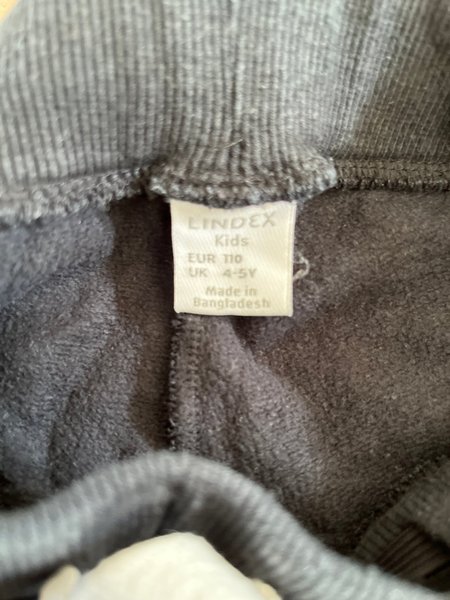 LINDEX
Kids
EUR 110
UK 4-5Y
Made in
Bangladesh